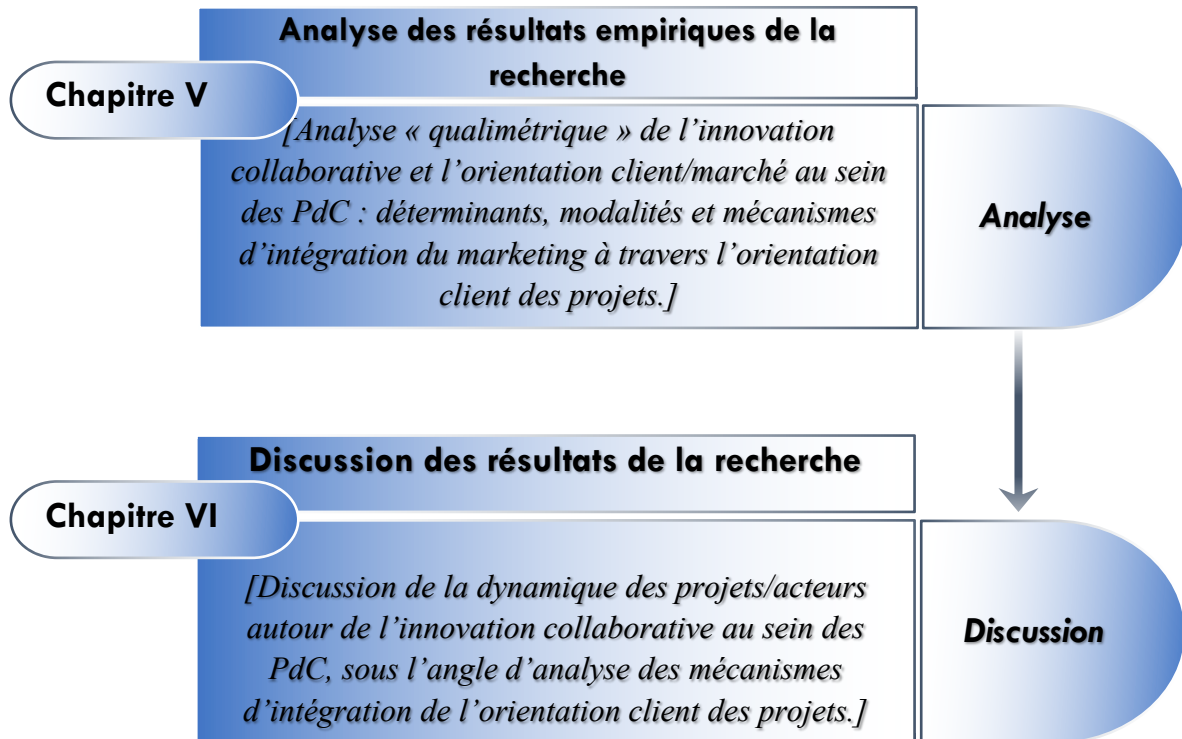 Analyse des résultats empiriques de la
recherche
Chapitre V
[Analyse « qualimétrique » de l’innovation
collaborative et l’orientation client/marché au sein
des PdC : déterminants, modalités et mécanismes
d’intégration du marketing à travers l’orientation
client des projets.]
Analyse
Discussion des résultats de la recherche
Chapitre VI
[Discussion de la dynamique des projets/acteurs
autour de l’innovation collaborative au sein des
PdC, sous l’angle d’analyse des mécanismes
d’intégration de l’orientation client des projets.]
Discussion